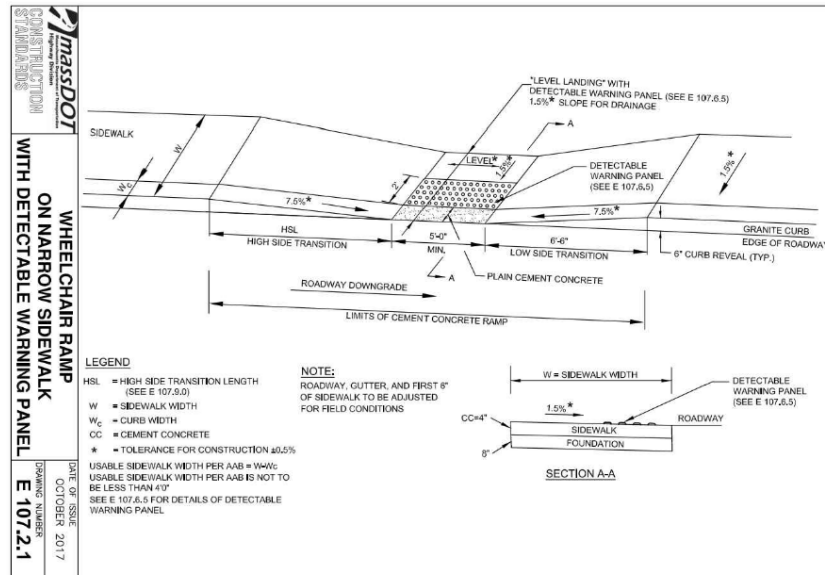 massDOT
Massachusetts Department of Transportation
Highway Division
CONSTRUCTION
STANDARDS
WHEELCHAIR RAMP
ON NARROW SIDEWALK
WITH DETECTABLE WARNING PANEL
DATE OF ISSUE
OCTOBER 2017
DRAWING NUMBER
E 107.2.1
"LEVEL LANDING" WITH
DETECTABLE WARNING PANEL (SEE E 107.6.5)
1.5%* SLOPE FOR DRAINAGE
A
SIDEWALK
W
WC
LEVEL*
1.5%*
2'
DETECTABLE
WARNING PANEL
(SEE E 107.6.5)
1.5%*
7.5%*
7.5%*
HSL
HIGH SIDE TRANSITION
5'-0"
MIN.
6'-6"
LOW SIDE TRANSITION
GRANITE CURB
EDGE OF ROADWAY
6" CURB REVEAL (TYP.)
A
PLAIN CEMENT CONCRETE
ROADWAY DOWNGRADE
LIMITS OF CEMENT CONCRETE RAMP
LEGEND
HSL = HIGH SIDE TRANSITION LENGTH
(SEE E 107.9.0)
W = SIDEWALK WIDTH
WC = CURB WIDTH
CC = CEMENT CONCRETE
* = TOLERANCE FOR CONSTRUCTION ±0.5%
USABLE SIDEWALK WIDTH PER AAB = W-Wc
USABLE SIDEWALK WIDTH PER AAB IS NOT TO
BE LESS THAN 4'0"
SEE E 107.6.5 FOR DETAILS OF DETECTABLE
WARNING PANEL
NOTE:
ROADWAY, GUTTER, AND FIRST 6"
OF SIDEWALK TO BE ADJUSTED
FOR FIELD CONDITIONS
W = SIDEWALK WIDTH
DETECTABLE
WARNING PANEL
(SEE E 107.6.5)
1.5%*
CC=4"
ROADWAY
SIDEWALK
FOUNDATION
8"
SECTION A-A